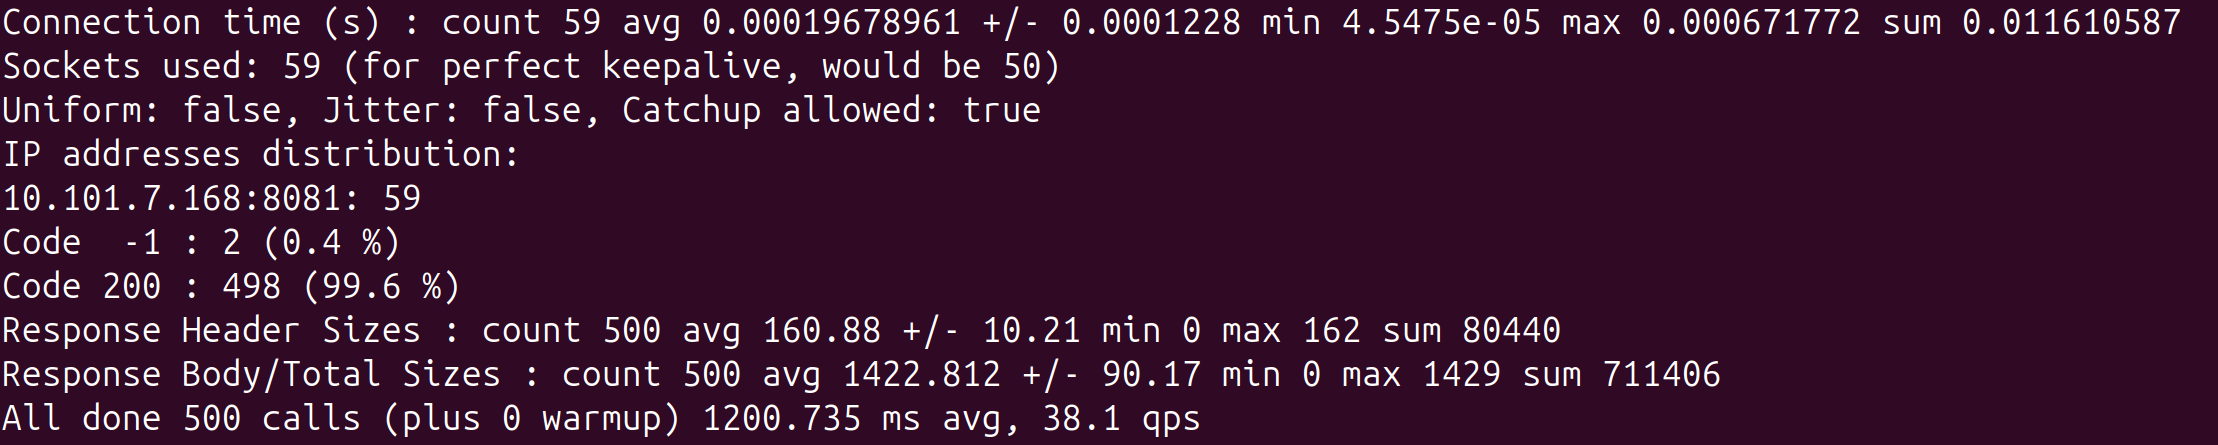 Connection time (s) : count 59 avg 0.00019678961 +/- 0.0001228 min 4.5475e-05 max 0.000671772 sum 0.011610587
Sockets used: 59 (for perfect keepalive, would be 50)
Uniform: false, Jitter: false, Catchup allowed: true
IP addresses distribution:
10.101.7.168:8081: 59
Code  -1 : 2 (0.4 %)
Code 200 : 498 (99.6 %)
Response Header Sizes : count 500 avg 160.88 +/- 10.21 min 0 max 162 sum 80440
Response Body/Total Sizes : count 500 avg 1422.812 +/- 90.17 min 0 max 1429 sum 711406
All done 500 calls (plus 0 warmup) 1200.735 ms avg, 38.1 qps